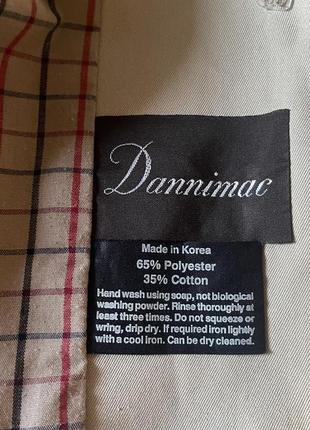 Dannimac
Made in Korea
65% Polyester
35% Cotton
Hand wash using soap, not biological
washing powder. Rinse thoroughly at
least three times. Do not squeeze or
wring, drip dry. If required iron lightly
with a cool iron. Can be dry cleaned.